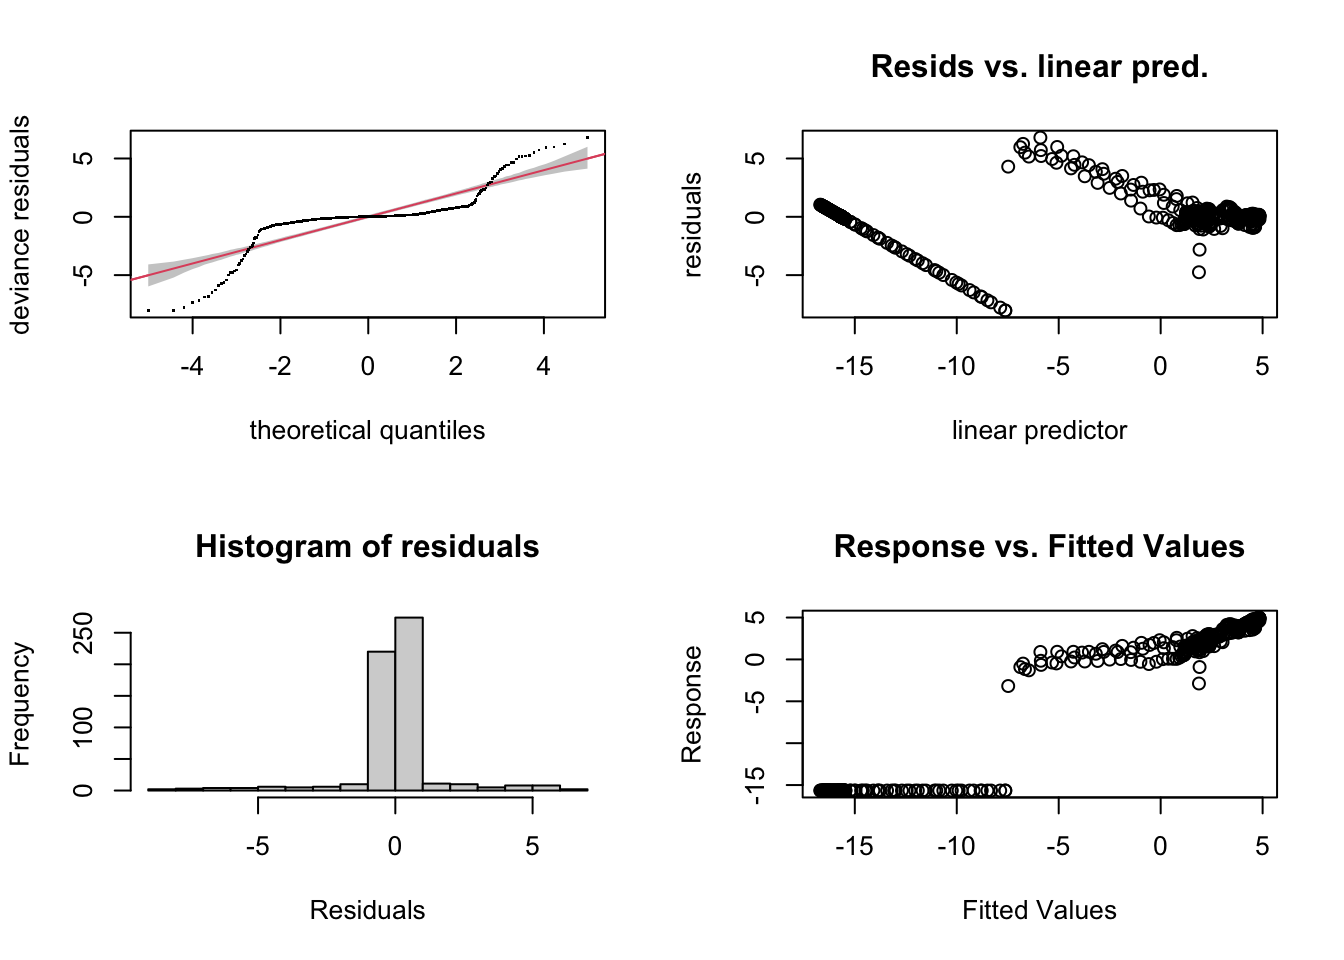 deviance residuals
5
0
-5
-4
-2
0
2
4
theoretical quantiles
Resids vs. linear pred.
residuals
5
0
-5
-15
-10
-5
0
5
linear predictor
Histogram of residuals
Frequency
250
100
0
-5
0
5
Residuals
Response vs. Fitted Values
Response
5
0
-5
-15
-15
-10
-5
0
5
Fitted Values